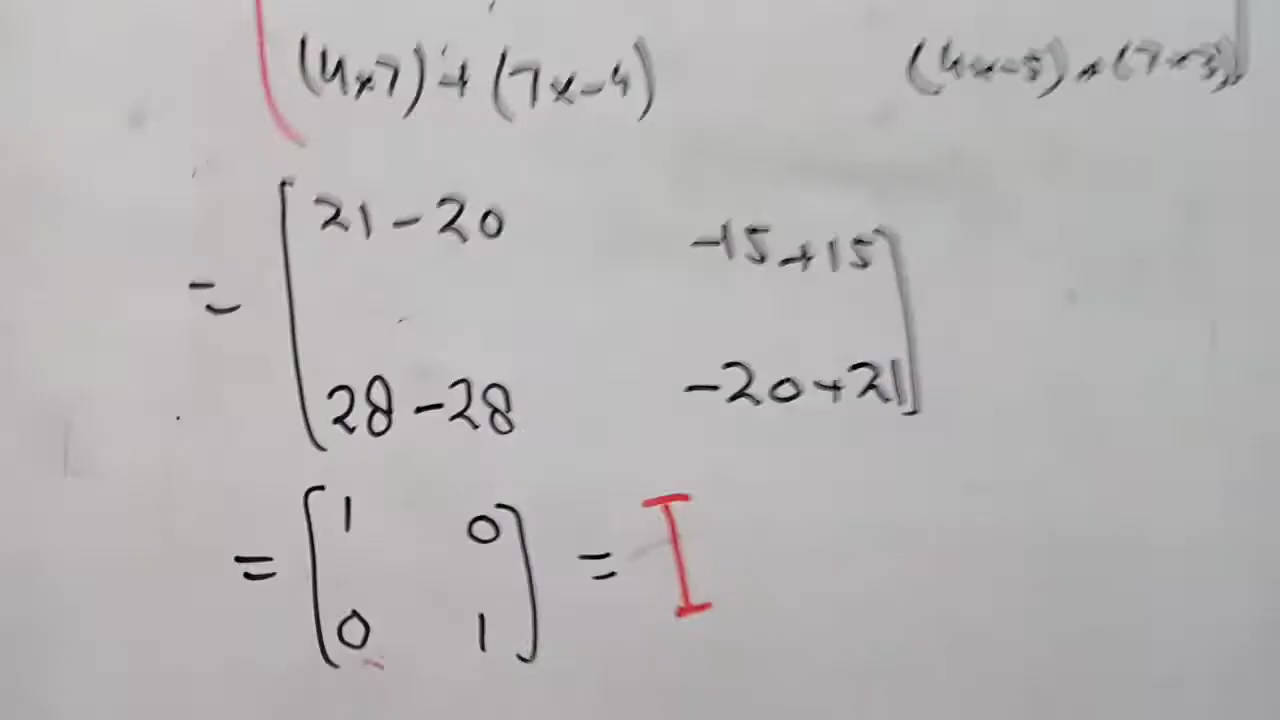 (4×7) + (7×-4) (4×-5) + (7×3)
= [ 21 - 20 -15 + 15 ]
[ 28 - 28 -20 + 21 ]
= [ 1 0 ] = I
[ 0 1 ]